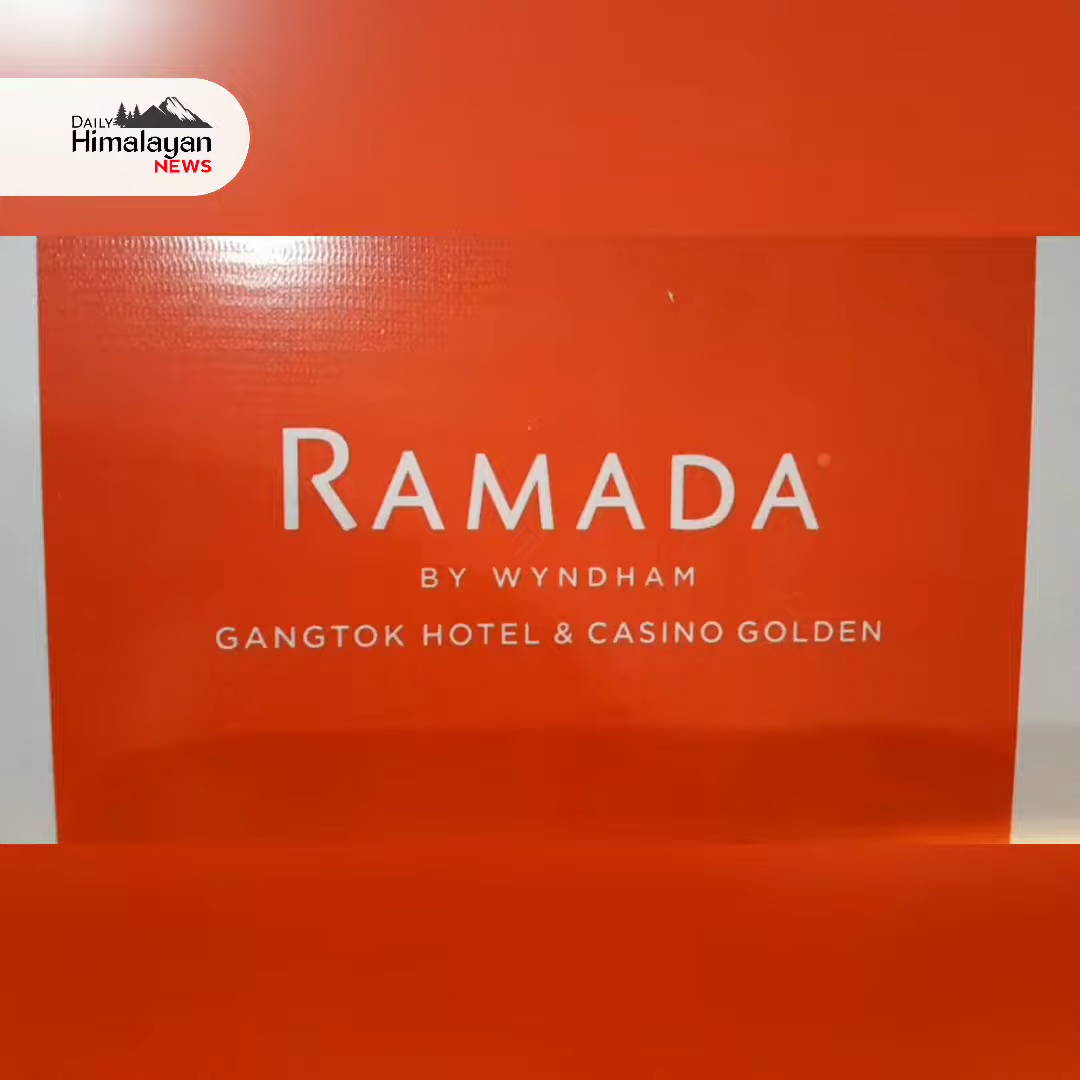 DAILY
Himalayan
NEWS
RAMADA
BY WYNDHAM
GANGTOK HOTEL & CASINO GOLDEN